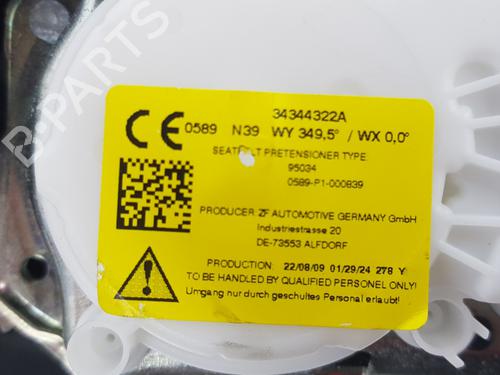 34344322A
CE 0589 N39 WY 349,5° / WX 0,0°
SEATBELT PRETENSIONER TYPE:
95034
0589-P1-000839
PRODUCER: ZF AUTOMOTIVE GERMANY GmbH
Industriestrasse 20
DE-73553 ALFDORF
PRODUCTION: 22/08/09 01/29/24 278 Y
TO BE HANDLED BY QUALIFIED PERSONEL ONLY!
Umgang nur durch geschultes Personal erlaubt!
B-PARTS